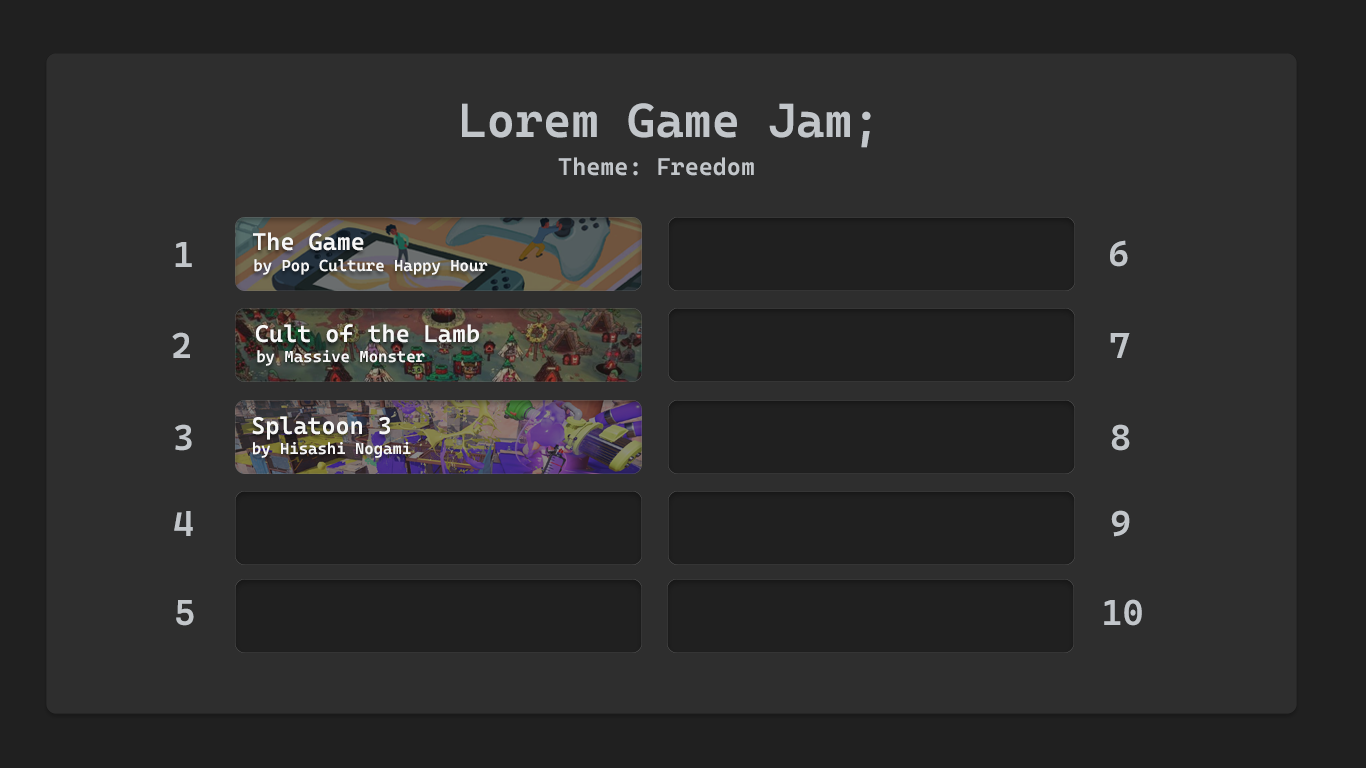 Lorem Game Jam;
Theme: Freedom
1
The Game
by Pop Culture Happy Hour
6
2
Cult of the Lamb
by Massive Monster
7
3
Splatoon 3
by Hisashi Nogami
8
4
9
5
10